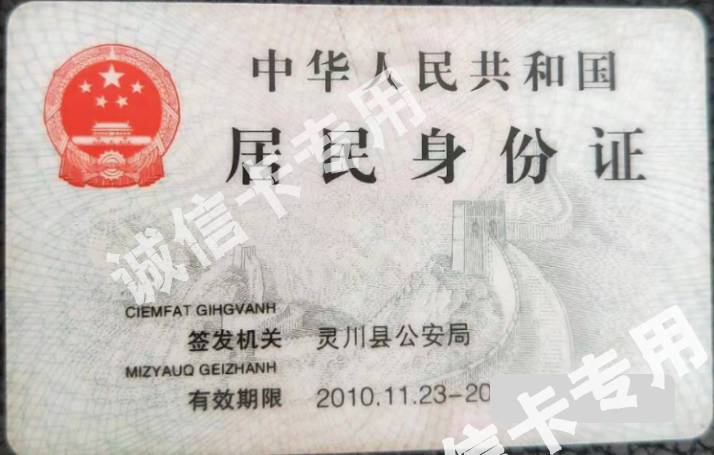 中华人民共和国
居民身份证
诚信卡专用
CIEMFAT GIHGVANH
签发机关 灵川县公安局
MIZYAUQ GEIZHANH
有效期限 2010.11.23-20
信卡专用